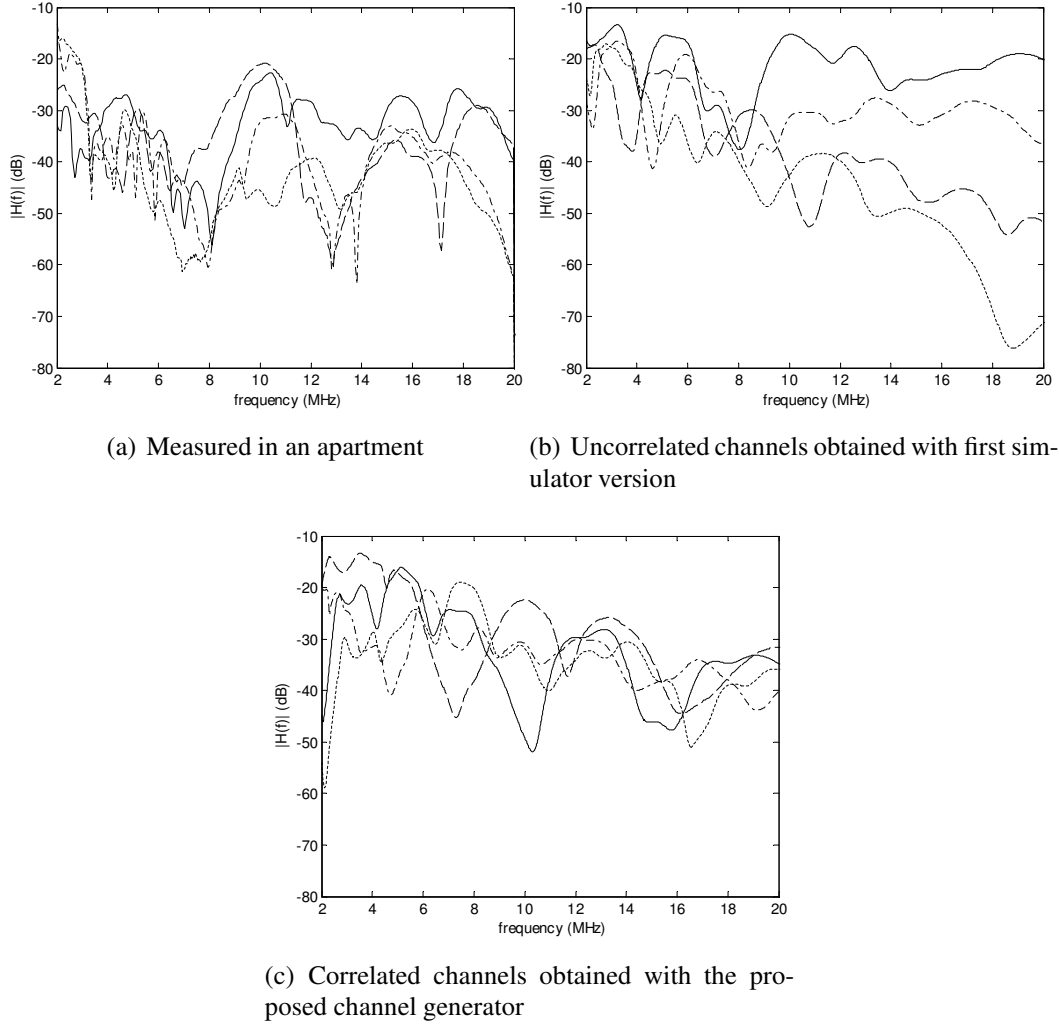 -10
-20
-30
-40
-50
-60
-70
-80
|H(f)| (dB)
2 4 6 8 10 12 14 16 18 20
frequency (MHz)
(a) Measured in an apartment
-10
-20
-30
-40
-50
-60
-70
-80
|H(f)| (dB)
2 4 6 8 10 12 14 16 18 20
frequency (MHz)
(b) Uncorrelated channels obtained with first sim-
ulator version
-10
-20
-30
-40
-50
-60
-70
-80
|H(f)| (dB)
2 4 6 8 10 12 14 16 18 20
frequency (MHz)
(c) Correlated channels obtained with the pro-
posed channel generator